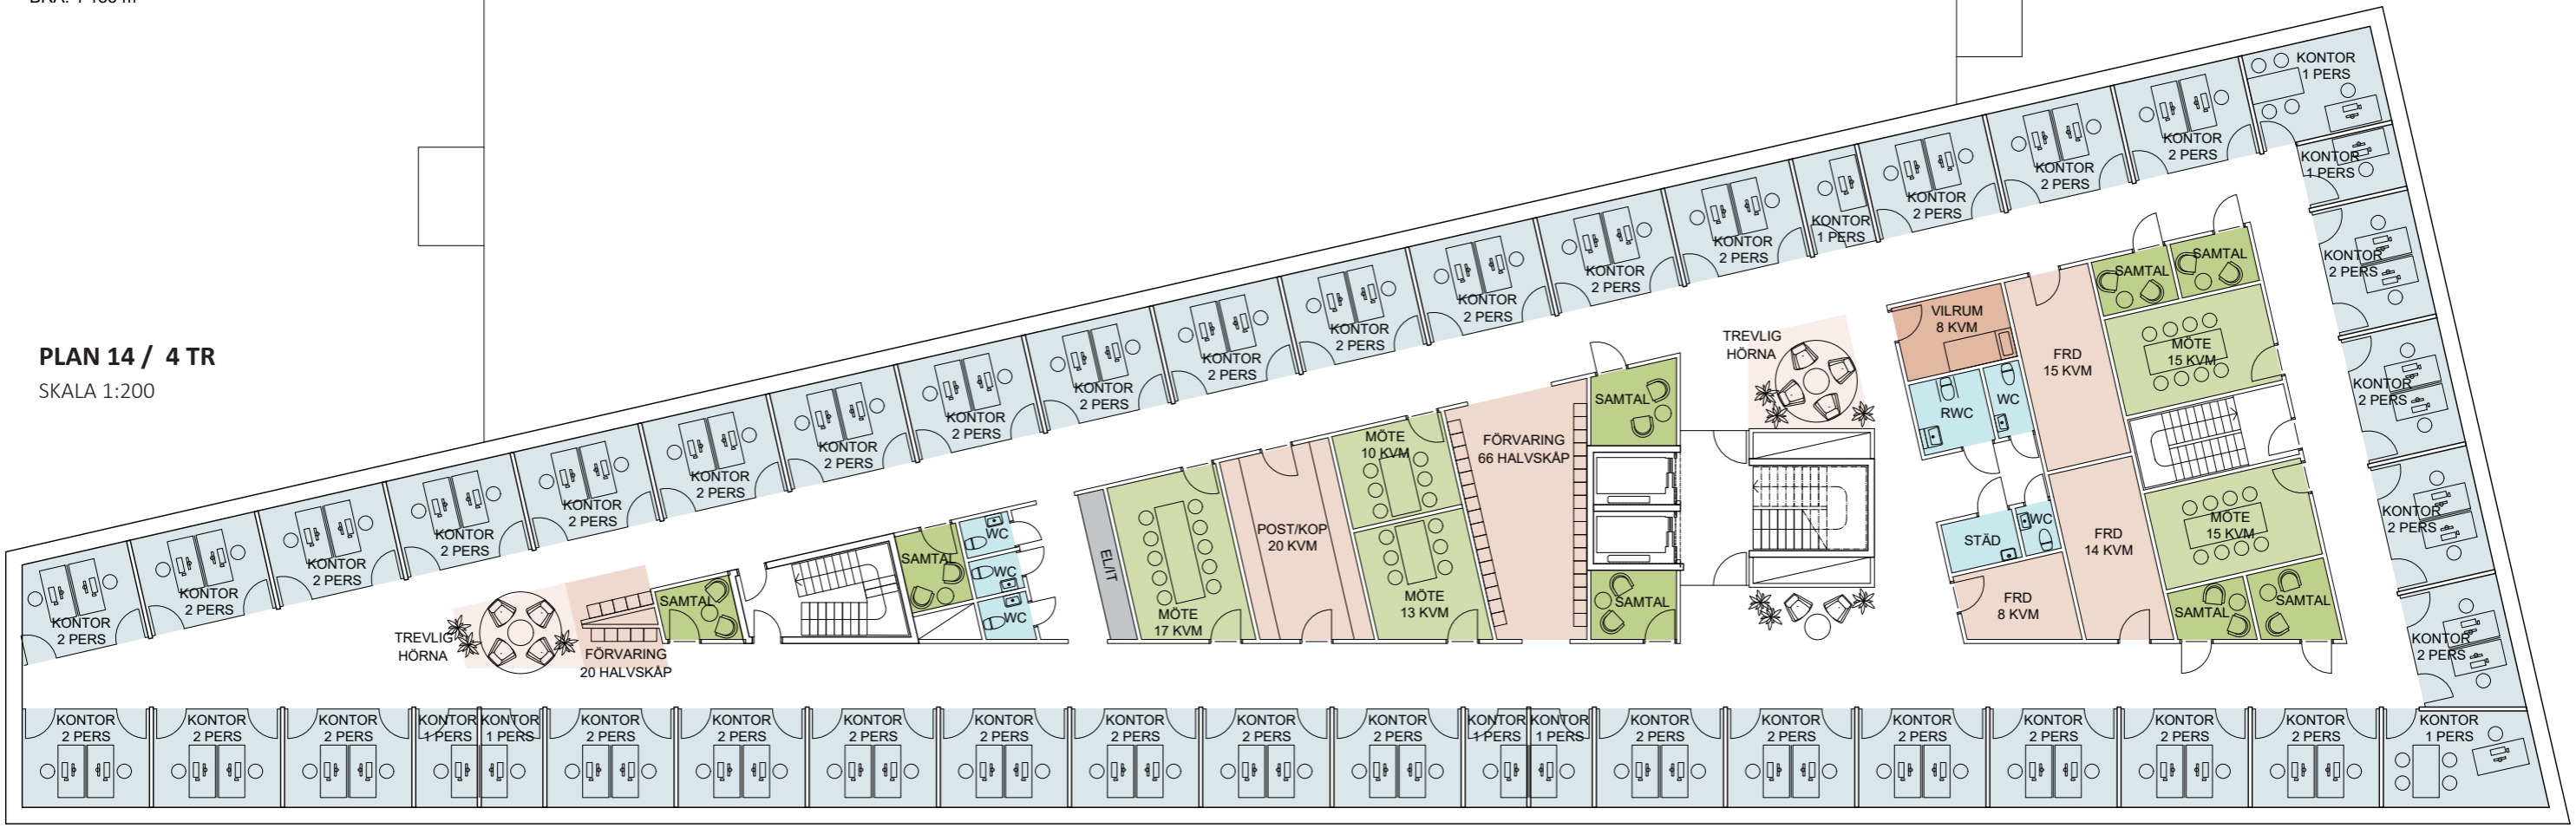 BRA:
PLAN 14 / 4 TR
SKALA 1:200
KONTOR
2 PERS
KONTOR
2 PERS
KONTOR
2 PERS
KONTOR
2 PERS
KONTOR
2 PERS
KONTOR
2 PERS
KONTOR
2 PERS
KONTOR
2 PERS
KONTOR
2 PERS
KONTOR
2 PERS
KONTOR
2 PERS
KONTOR
2 PERS
KONTOR
2 PERS
KONTOR
2 PERS
KONTOR
1 PERS
KONTOR
2 PERS
KONTOR
2 PERS
KONTOR
2 PERS
KONTOR
1 PERS
KONTOR
1 PERS
KONTOR
2 PERS
KONTOR
2 PERS
KONTOR
2 PERS
KONTOR
2 PERS
TREVLIG
HÖRNA
FÖRVARING
20 HALVSKÅP
SAMTAL
SAMTAL
WC
WC
WC
EL/IT
MÖTE
17 KVM
POST/KOP
20 KVM
MÖTE
10 KVM
MÖTE
13 KVM
FÖRVARING
66 HALVSKÅP
SAMTAL
SAMTAL
TREVLIG
HÖRNA
VILRUM
8 KVM
RWC
WC
FRD
15 KVM
SAMTAL
SAMTAL
MÖTE
15 KVM
STÄD
WC
FRD
8 KVM
FRD
14 KVM
MÖTE
15 KVM
SAMTAL
SAMTAL
KONTOR
2 PERS
KONTOR
2 PERS
KONTOR
2 PERS
KONTOR
1 PERS
KONTOR
1 PERS
KONTOR
2 PERS
KONTOR
2 PERS
KONTOR
2 PERS
KONTOR
2 PERS
KONTOR
2 PERS
KONTOR
2 PERS
KONTOR
2 PERS
KONTOR
1 PERS
KONTOR
1 PERS
KONTOR
2 PERS
KONTOR
2 PERS
KONTOR
2 PERS
KONTOR
2 PERS
KONTOR
2 PERS
KONTOR
2 PERS
KONTOR
1 PERS